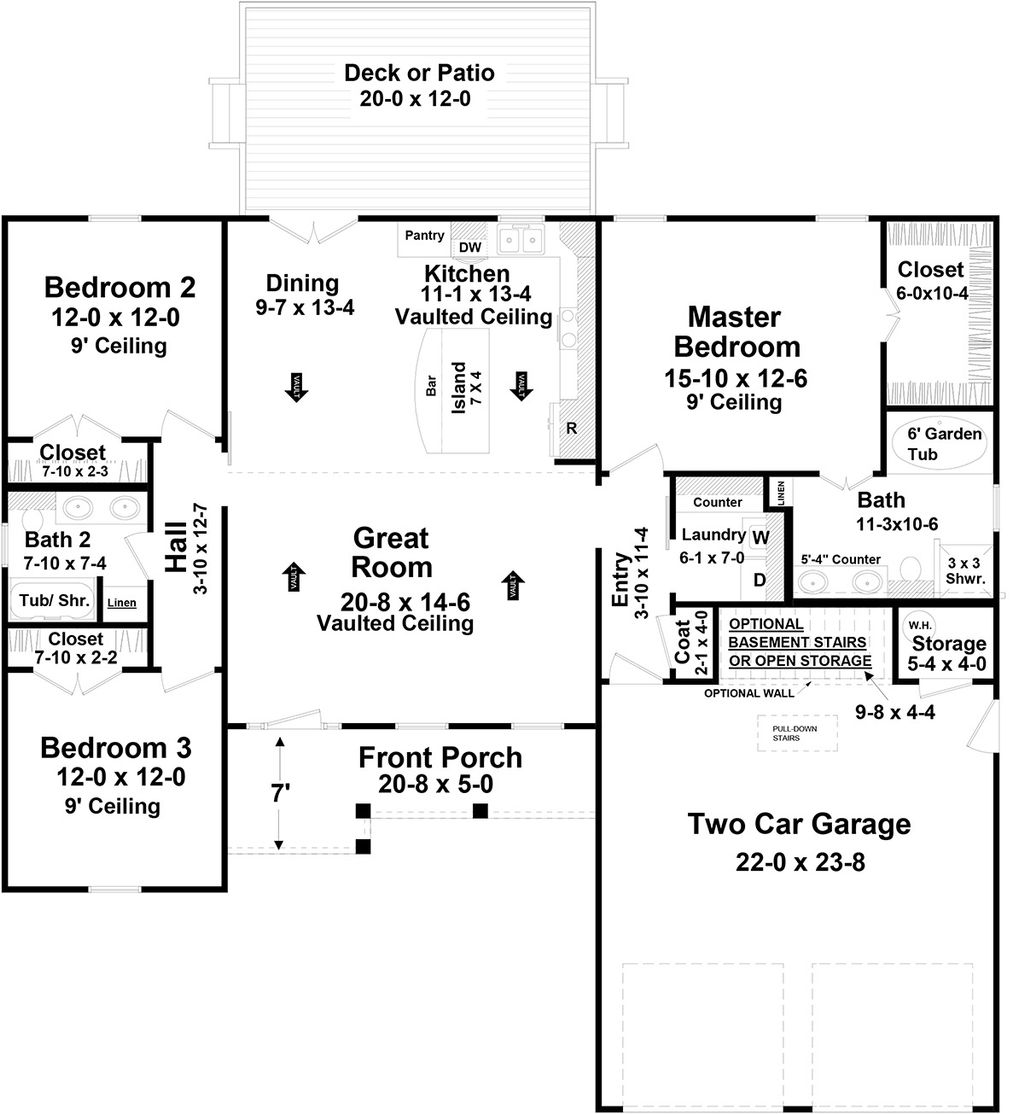 Deck or Patio
20-0 x 12-0
Bedroom 2
12-0 x 12-0
9' Ceiling
Dining
9-7 x 13-4
Pantry
DW
Kitchen
11-1 x 13-4
Vaulted Ceiling
Bar
Island
7 X 4
VAULT
VAULT
R
Master
Bedroom
15-10 x 12-6
9' Ceiling
Closet
6-0x10-4
6' Garden
Tub
Closet
7-10 x 2-3
Bath 2
7-10 x 7-4
Tub/ Shr.
Linen
Hall
3-10 x 12-7
Closet
7-10 x 2-2
Great
Room
20-8 x 14-6
Vaulted Ceiling
VAULT
VAULT
Entry
3-10 x 11-4
Counter
LINEN
Laundry
6-1 x 7-0
W
D
Bath
11-3x10-6
5'-4" Counter
3 x 3
Shwr.
Coat
2-1 x 4-0
OPTIONAL
BASEMENT STAIRS
OR OPEN STORAGE
W.H.
Storage
5-4 x 4-0
OPTIONAL WALL
9-8 x 4-4
PULL-DOWN
STAIRS
Bedroom 3
12-0 x 12-0
9' Ceiling
Front Porch
20-8 x 5-0
7'
Two Car Garage
22-0 x 23-8